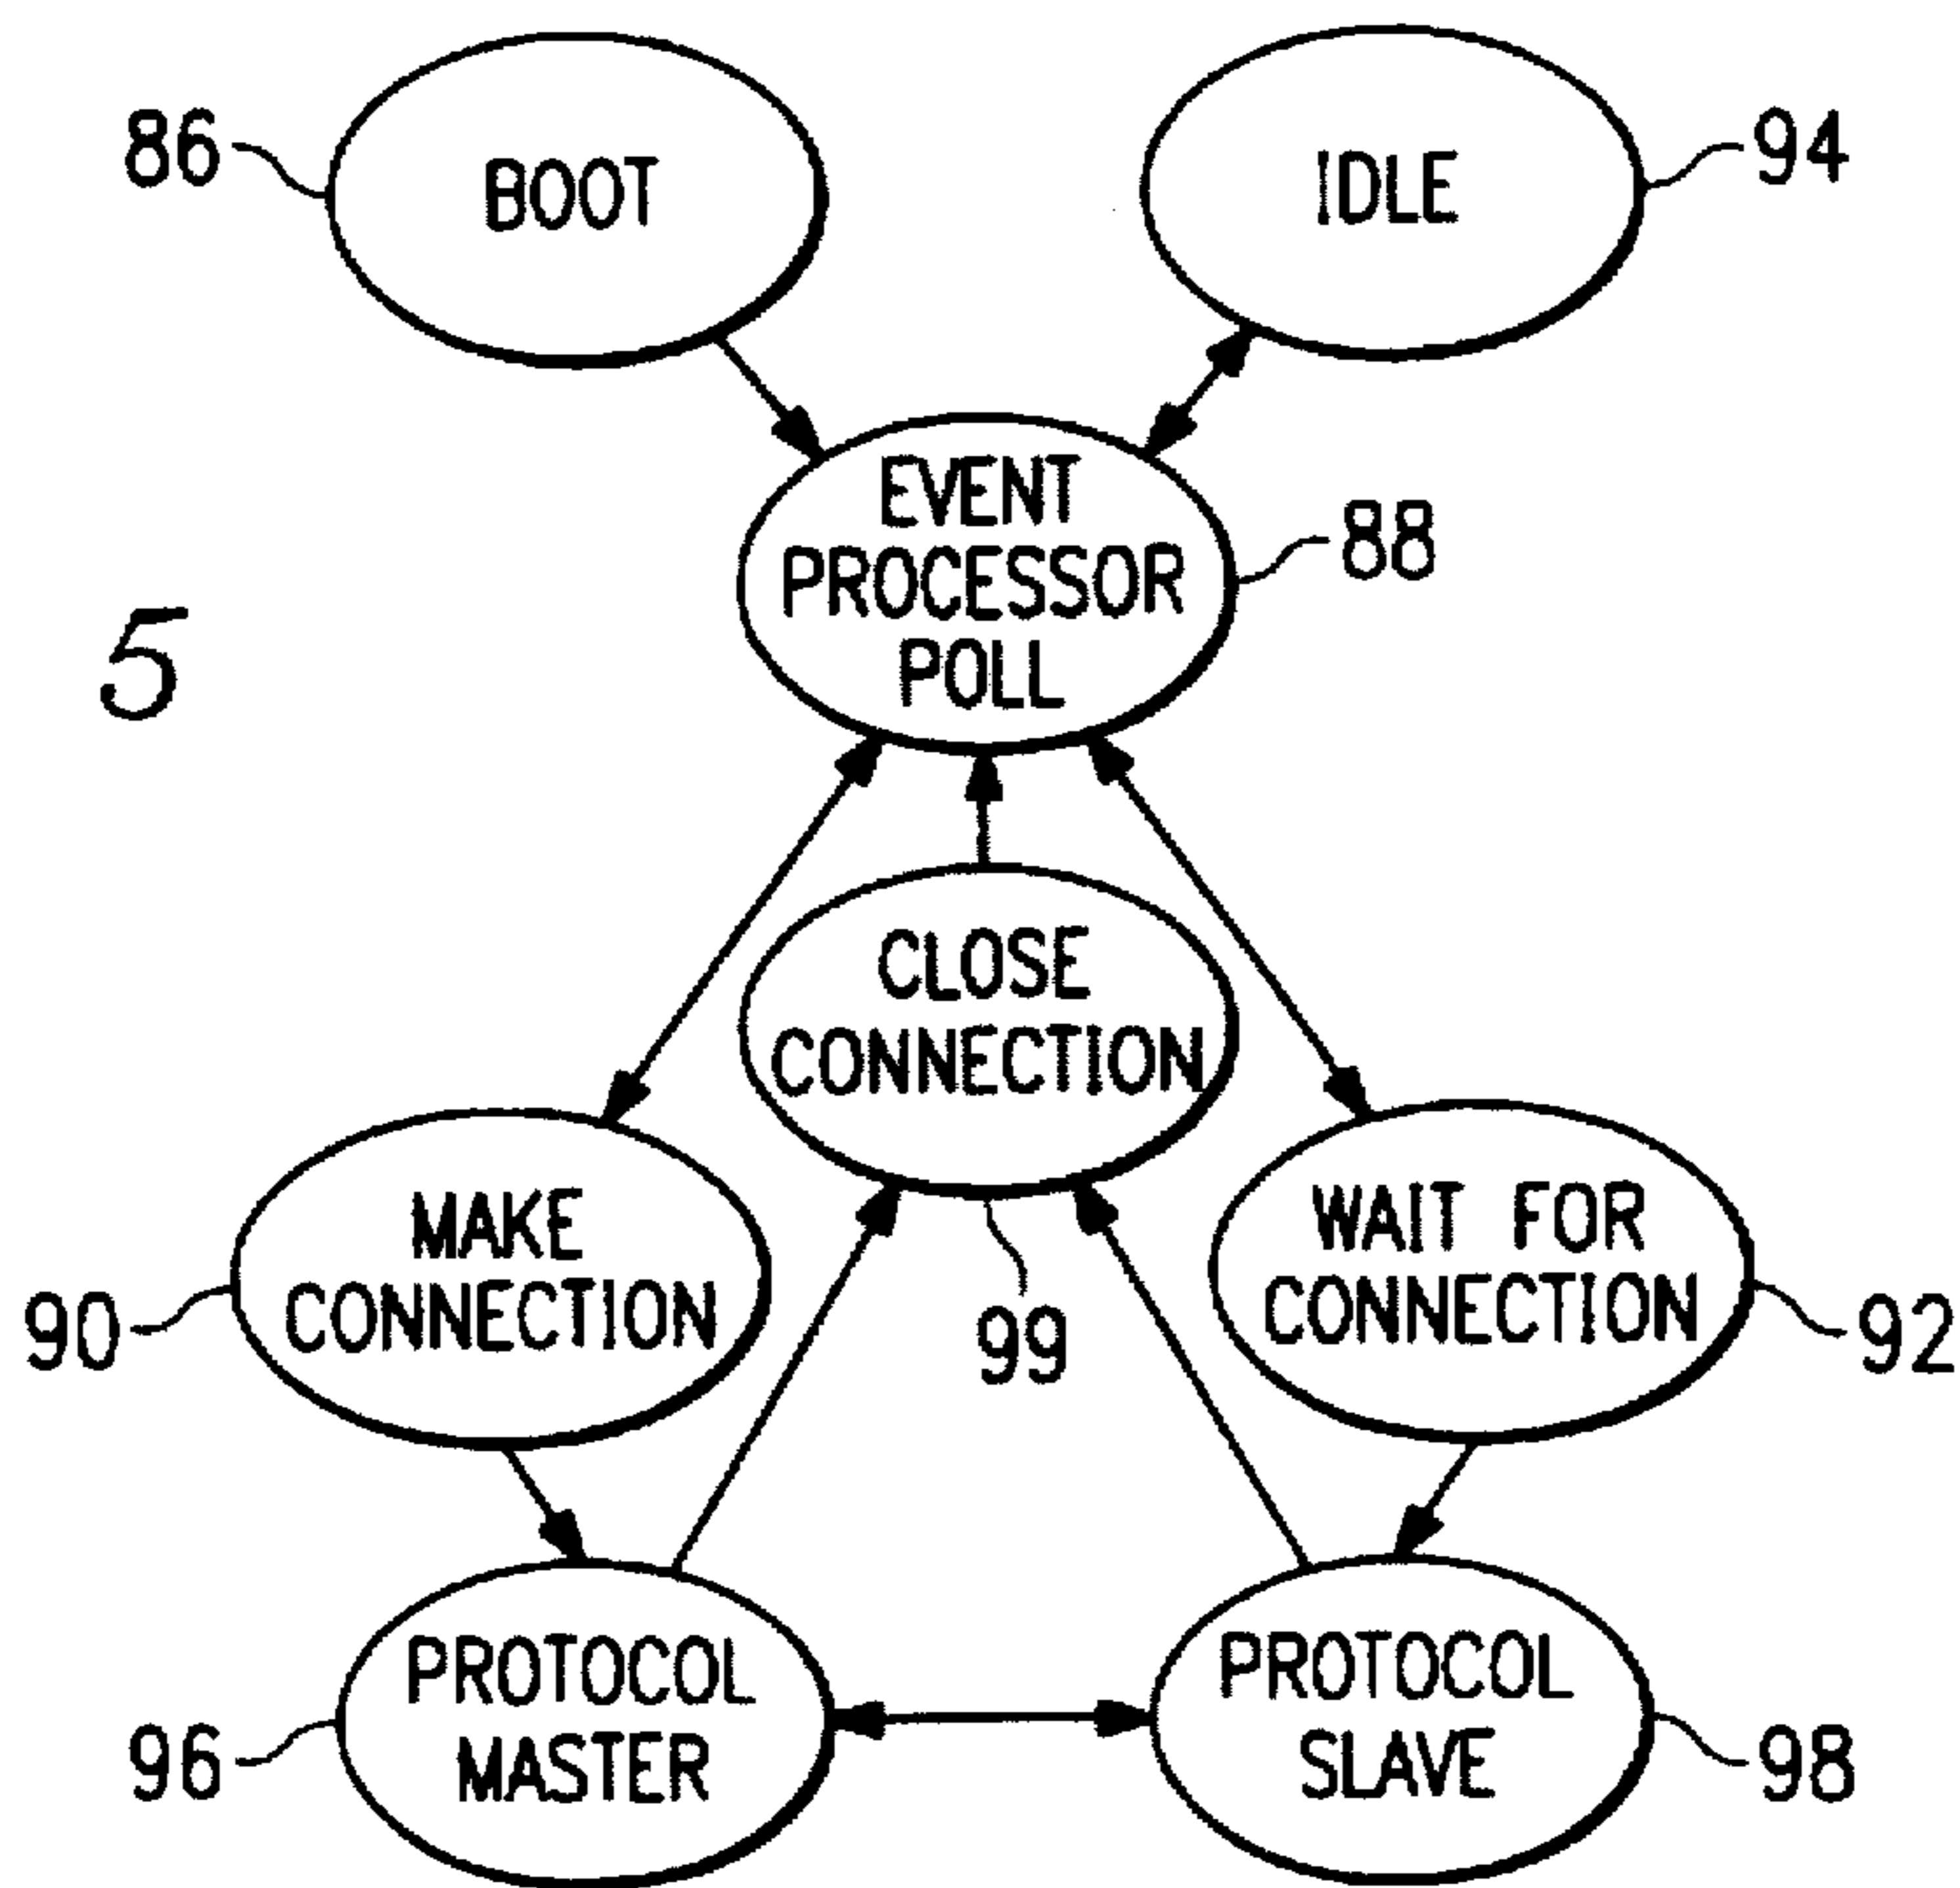 86
BOOT
IDLE
94
EVENT
PROCESSOR
POLL
88
5
CLOSE
CONNECTION
MAKE
CONNECTION
90
99
WAIT FOR
CONNECTION
92
PROTOCOL
MASTER
96
PROTOCOL
SLAVE
98